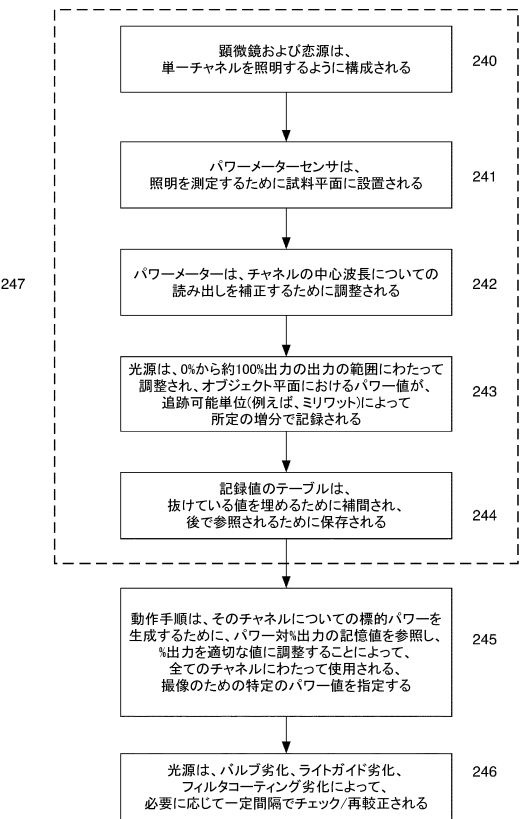 顕微鏡および恋源は、
単一チャネルを照明するように構成される
240
パワーメーターセンサは、
照明を測定するために試料平面に設置される
241
247
パワーメーターは、チャネルの中心波長についての
読み出しを補正するために調整される
242
光源は、0%から約100%出力の出力の範囲にわたって
調整され、オブジェクト平面におけるパワー値が、
追跡可能単位(例えば、ミリワット)によって
所定の増分で記録される
243
記録値のテーブルは、
抜けている値を埋めるために補間され、
後で参照されるために保存される
244
動作手順は、そのチャネルについての標的パワーを
生成するために、パワー対%出力の記憶値を参照し、
%出力を適切な値に調整することによって、
全てのチャネルにわたって使用される、
撮像のための特定のパワー値を指定する
245
光源は、バルブ劣化、ライトガイド劣化、
フィルタコーティング劣化によって、
必要に応じて一定間隔でチェック/再較正される
246